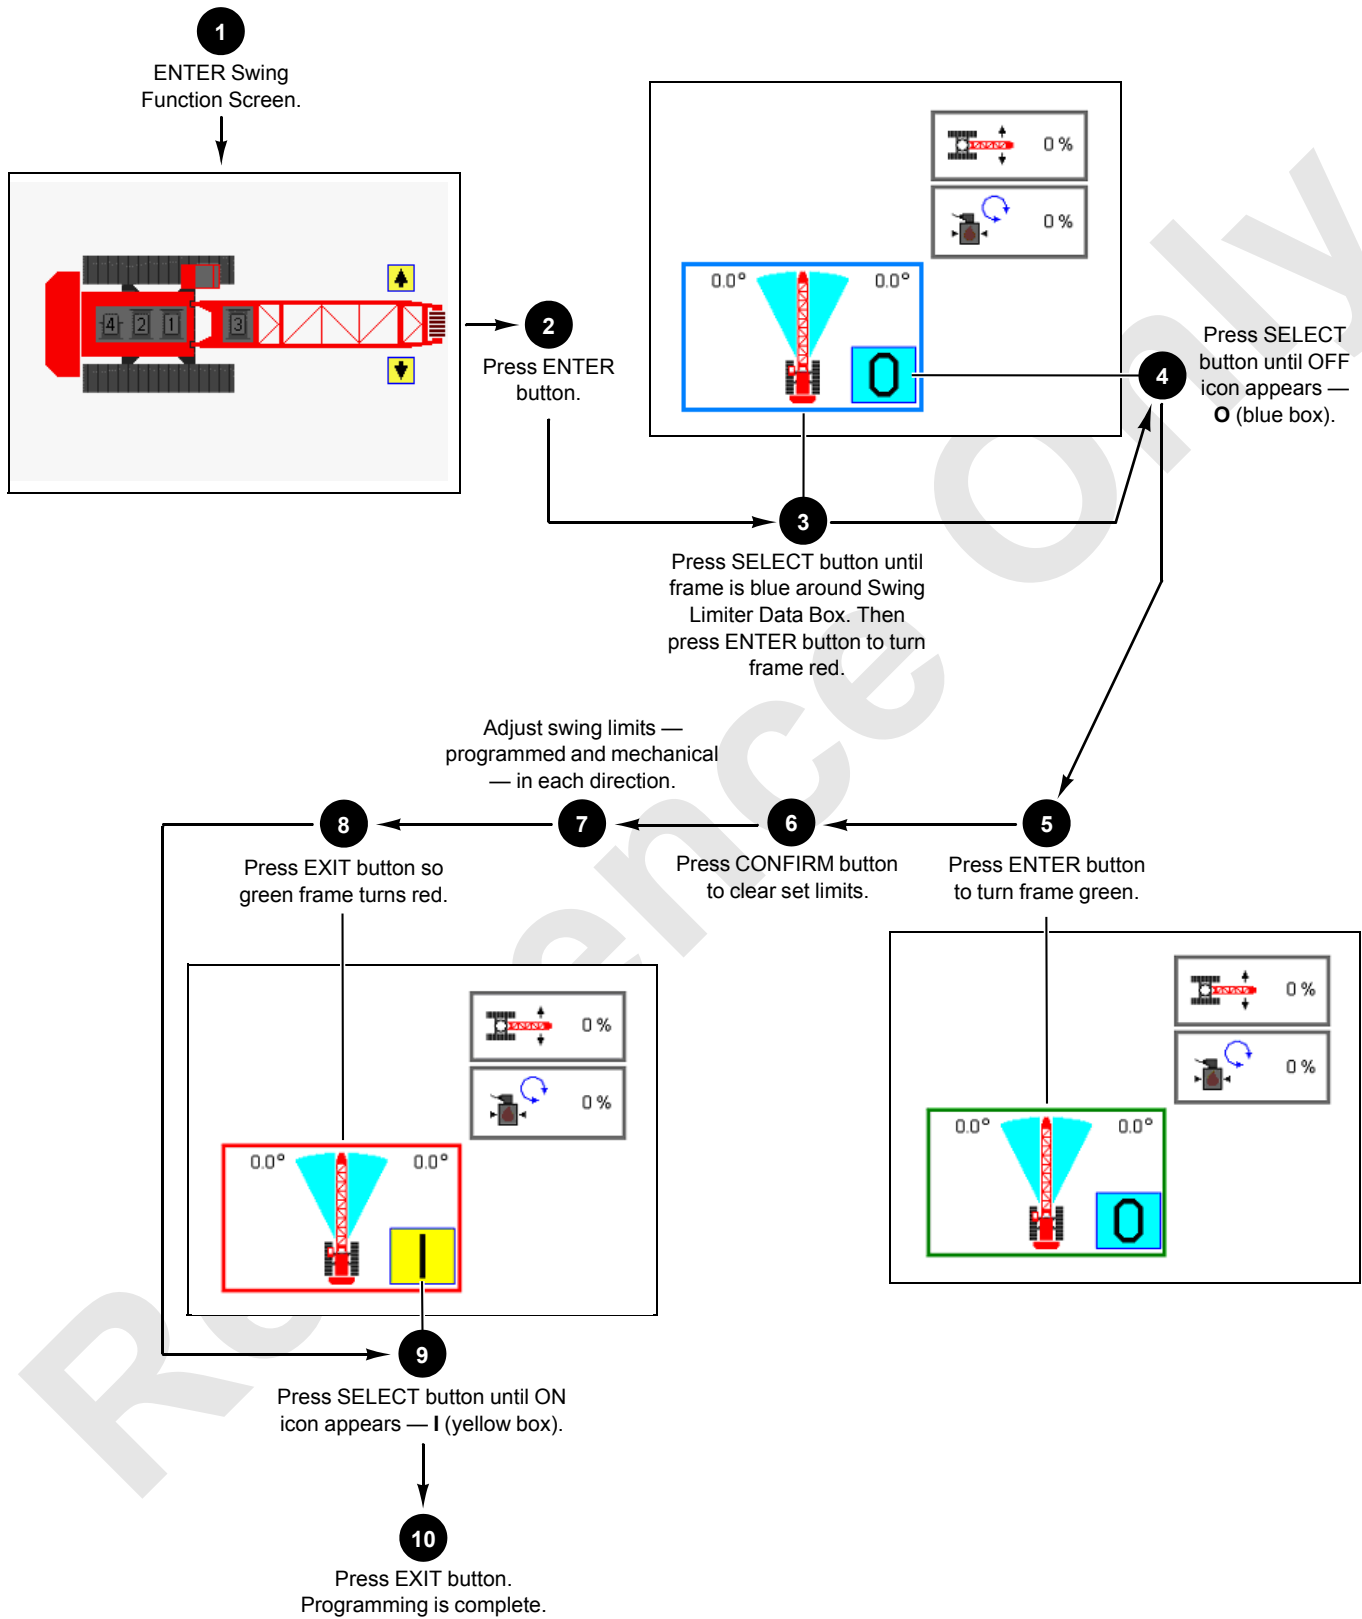 1
ENTER Swing
Function Screen.
4 2 1 3
2
Press ENTER
button.
0 %
0 %
0.0° 0.0°
0
3
Press SELECT button until
frame is blue around Swing
Limiter Data Box. Then
press ENTER button to turn
frame red.
4
Press SELECT
button until OFF
icon appears —
O (blue box).
5
Press ENTER button
to turn frame green.
0 %
0 %
0.0° 0.0°
0
6
Press CONFIRM button
to clear set limits.
Adjust swing limits —
programmed and mechanical
— in each direction.
7
8
Press EXIT button so
green frame turns red.
0 %
0 %
0.0° 0.0°
I
9
Press SELECT button until ON
icon appears — I (yellow box).
10
Press EXIT button.
Programming is complete.
Only